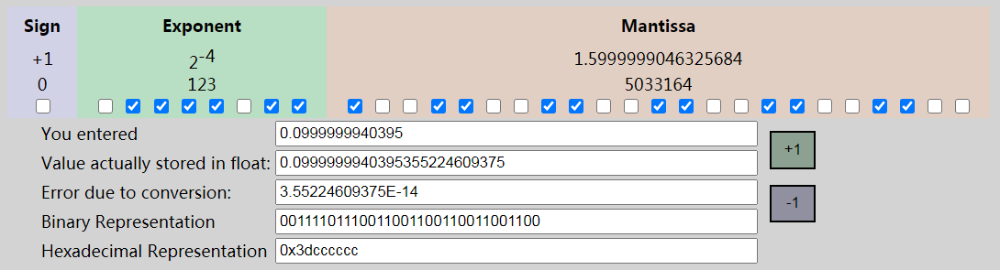 Sign Exponent Mantissa
+1 2-4 1.5999999046325684
0 123 5033164
You entered 0.0999999940395 +1
Value actually stored in float: 0.0999999940395355224609375
Error due to conversion: 3.55224609375E-14 -1
Binary Representation 00111101110011001100110011001100
Hexadecimal Representation 0x3dcccccc